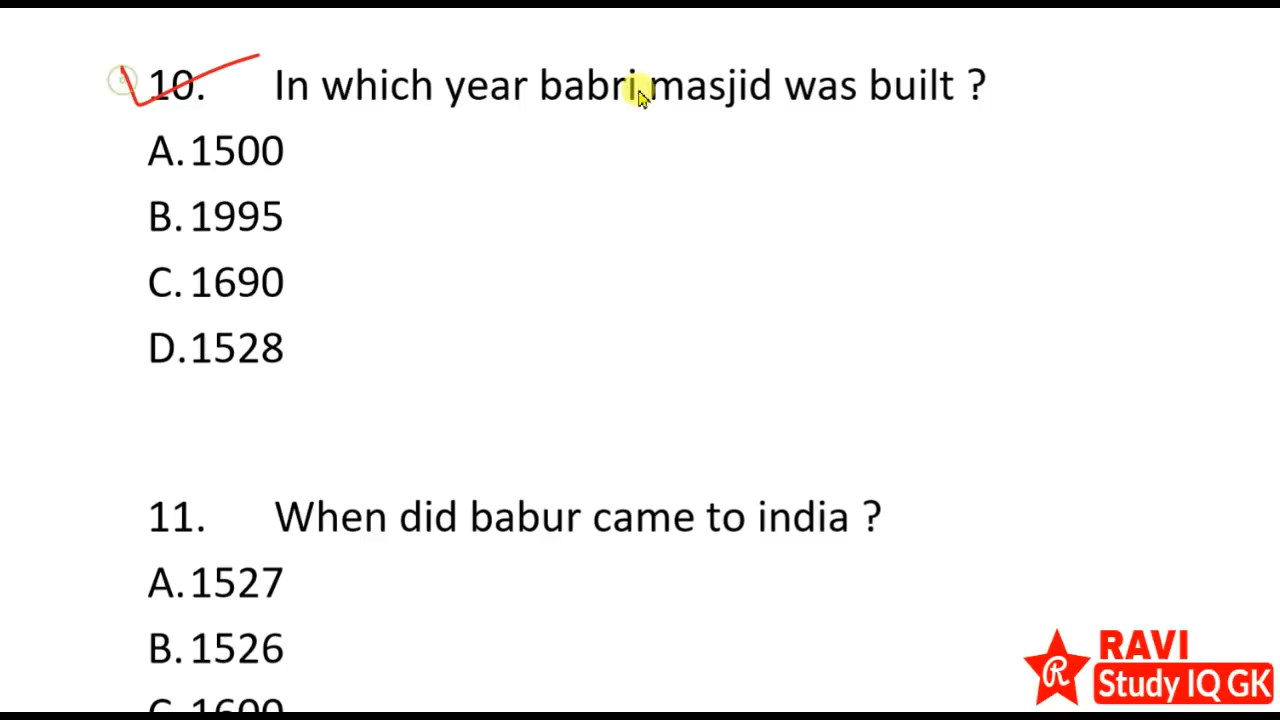 10. In which year babri masjid was built ?
A. 1500
B. 1995
C. 1690
D. 1528
11. When did babur came to india ?
A. 1527
B. 1526
C. 1600
RAVI
R
Study IQ GK